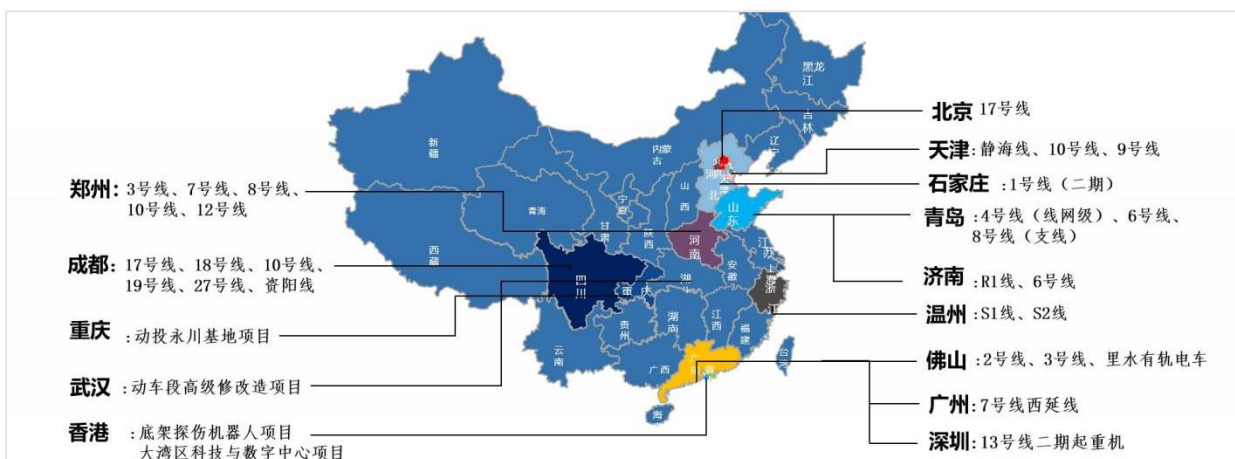 郑州：3号线、7号线、8号线、
10号线、12号线
成都：17号线、18号线、10号线、
19号线、27号线、资阳线
重庆：动投永川基地项目
武汉：动车段高级修改造项目
香港：底架探伤机器人项目
大湾区科技与数字中心项目
北京 17号线
天津：静海线、10号线、9号线
石家庄：1号线（二期）
青岛：4号线（线网级）、6号线、
8号线（支线）
济南：R1线、6号线
温州：S1线、S2线
佛山：2号线、3号线、里水有轨电车
广州：7号线西延线
深圳：13号线二期起重机
黑龙
江
吉
林
辽
宁
内蒙
古
新
疆
河
北
天
津
山
西
山
东
宁
夏
青海
甘
肃
陕
西
河
南
江
苏
上
海
西
藏
四
川
重
庆
湖
安
徽
浙
江
贵
州
湖
南
江
西
福
建
云
南
广西
广
东
台
湾
海